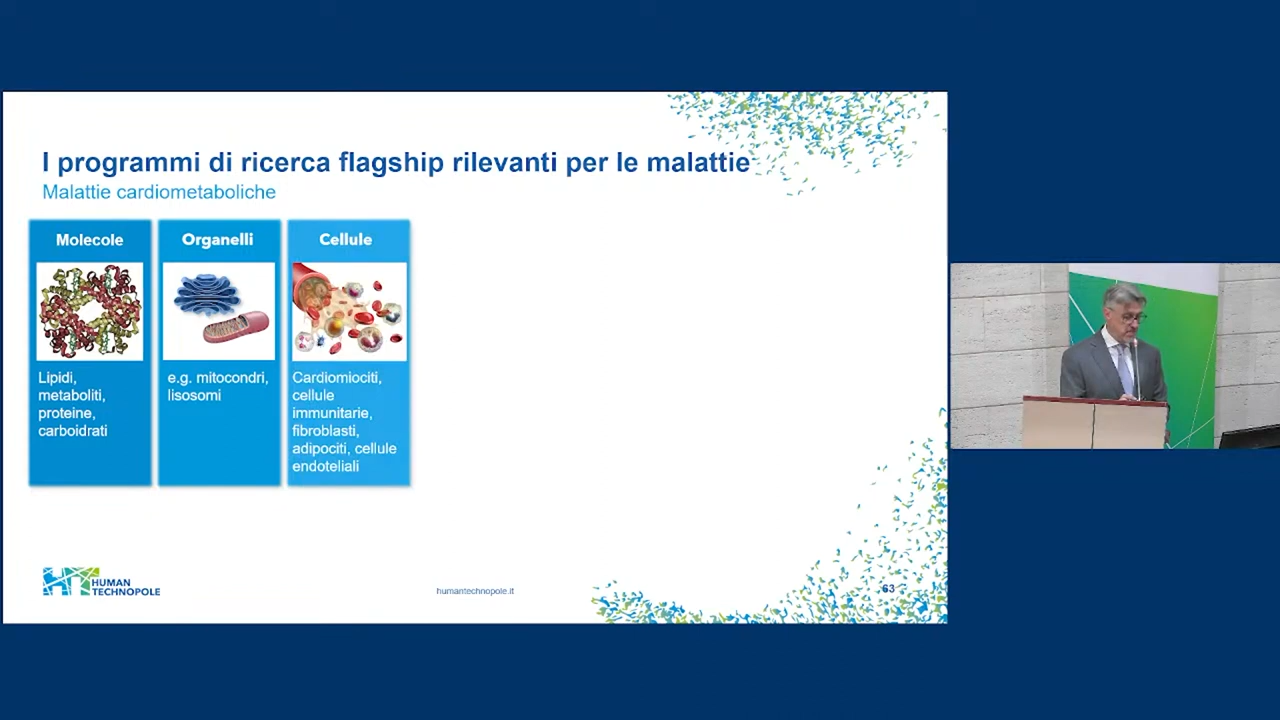 I programmi di ricerca flagship rilevanti per le malattie
Malattie cardiometaboliche
Molecole
Lipidi,
metaboliti,
proteine,
carboidrati
Organelli
e.g. mitocondri,
lisosomi
Cellule
Cardiomiociti,
cellule
immunitarie,
fibroblasti,
adipociti, cellule
endoteliali
HT HUMAN
TECHNOPOLE
humantechnopole.it
63